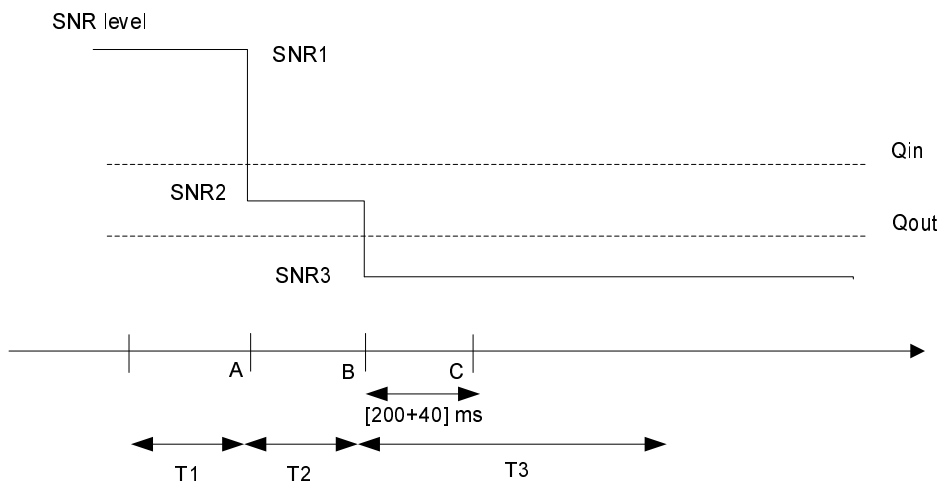 SNR level
SNR1
Qin
SNR2
Qout
SNR3
A
B
C
[200+40] ms
T1
T2
T3